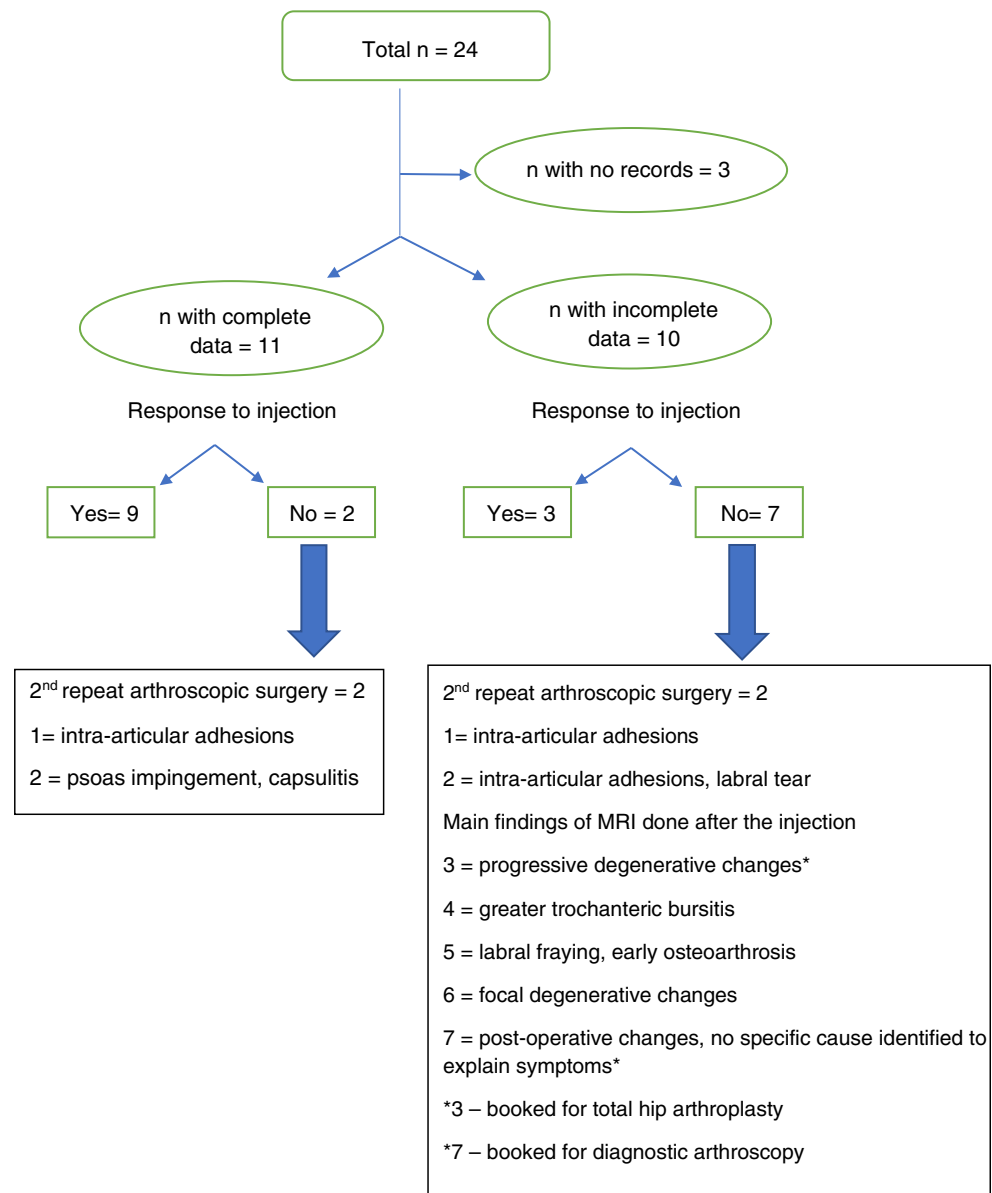 Total n = 24
n with no records = 3
n with complete
data = 11
n with incomplete
data = 10
Response to injection
Response to injection
Yes= 9
No = 2
Yes= 3
No= 7
2nd repeat arthroscopic surgery = 2
1= intra-articular adhesions
2 = psoas impingement, capsulitis
2nd repeat arthroscopic surgery = 2
1= intra-articular adhesions
2 = intra-articular adhesions, labral tear
Main findings of MRI done after the injection
3 = progressive degenerative changes*
4 = greater trochanteric bursitis
5 = labral fraying, early osteoarthrosis
6 = focal degenerative changes
7 = post-operative changes, no specific cause identified to
explain symptoms*
*3 – booked for total hip arthroplasty
*7 – booked for diagnostic arthroscopy